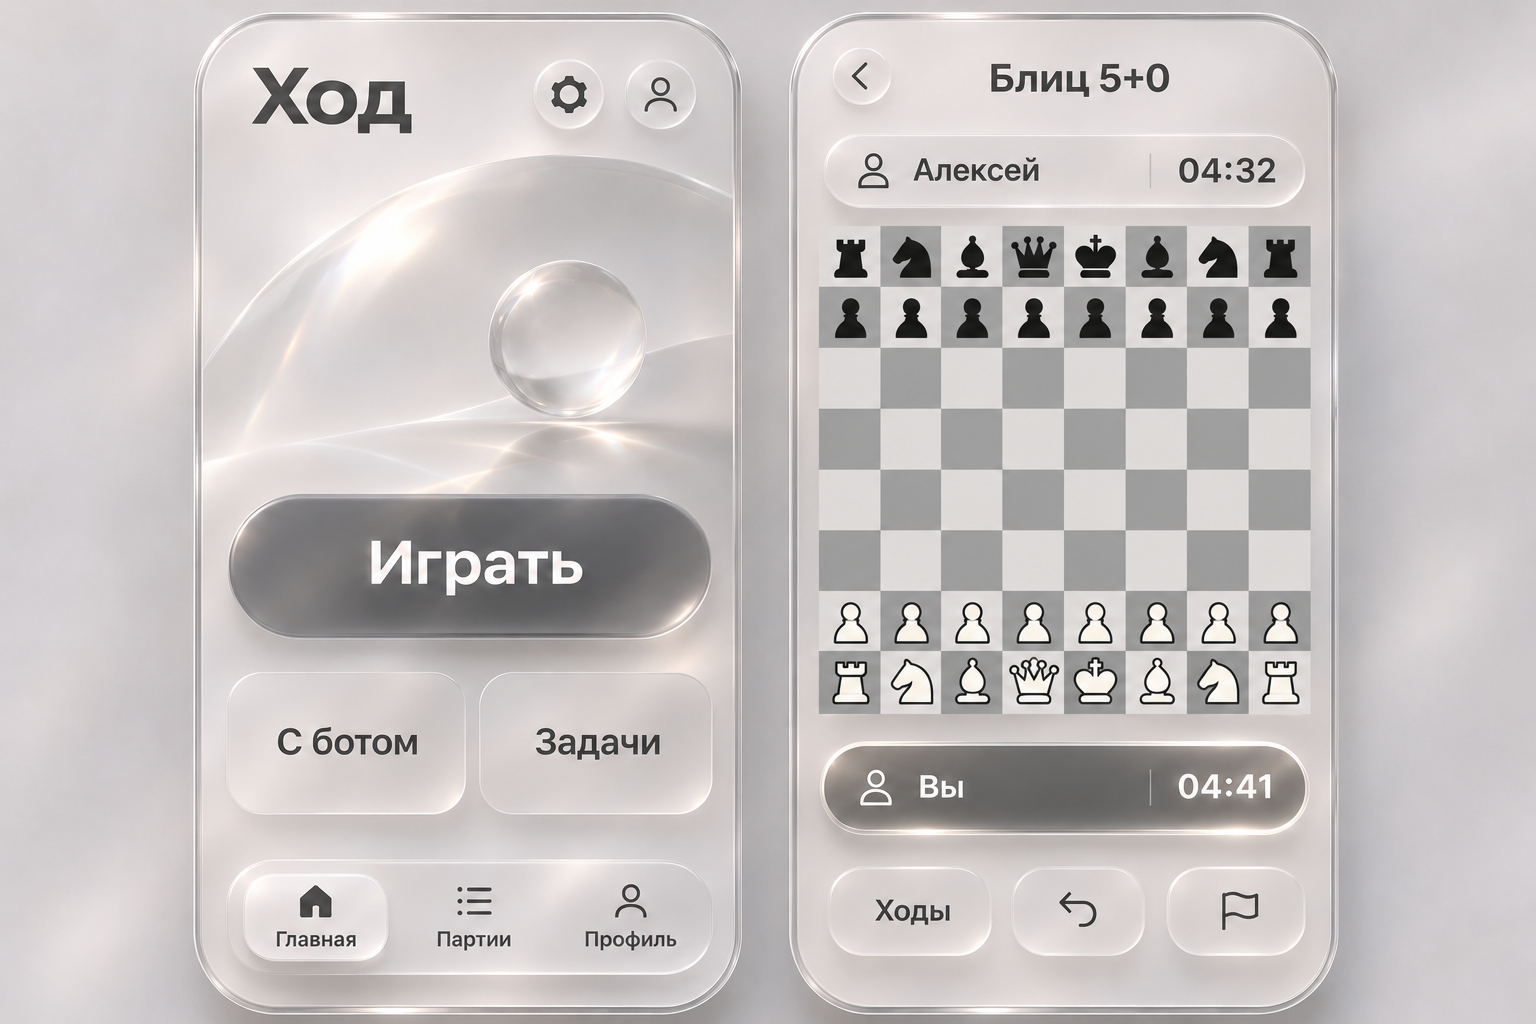 Ход
Играть
С ботом
Задачи
Главная
Партии
Профиль
Блиц 5+0
Алексей
04:32
Вы
04:41
Ходы